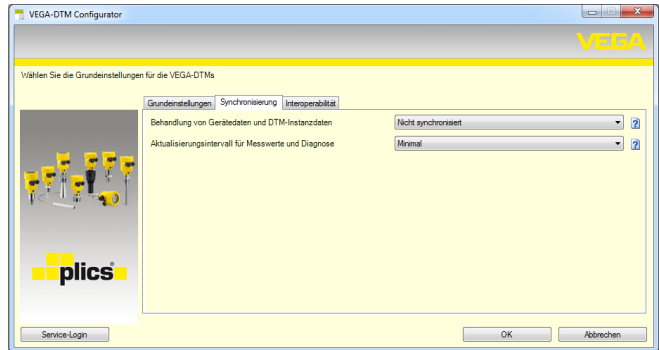 VEGA-DTM Configurator
VEGA
Wählen Sie die Grundeinstellungen für die VEGA-DTMs
Grundeinstellungen Synchronisierung Interoperabilität
Behandlung von Gerätedaten und DTM-Instanzdaten Nicht synchronisiert ?
Aktualisierungsintervall für Messwerte und Diagnose Minimal ?
plics
Service-Login OK Abbrechen